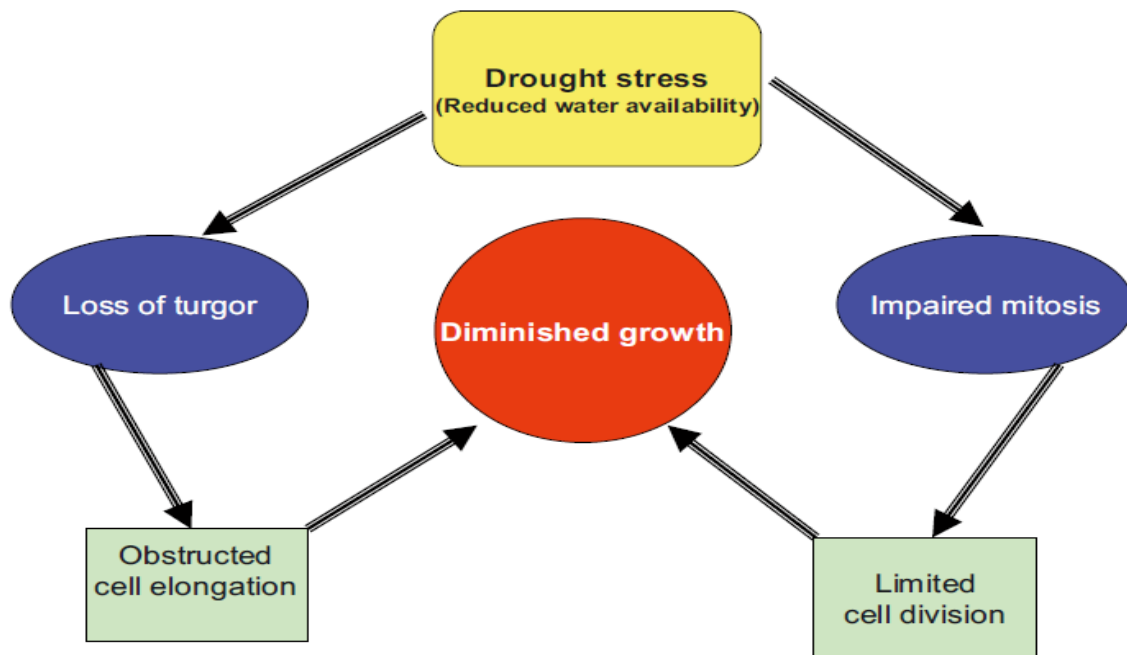 Drought stress
(Reduced water availability)
Loss of turgor
Diminished growth
Impaired mitosis
Obstructed
cell elongation
Limited
cell division